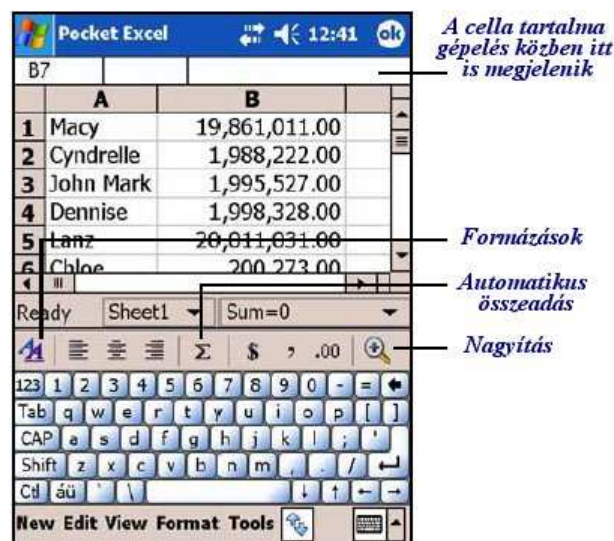 Pocket Excel 12:41 ok
A cella tartalma
gépelés közben itt
is megjelenik
B7
A B
1 Macy 19,861,011.00
2 Cyndrelle 1,988,222.00
3 John Mark 1,995,527.00
4 Dennise 1,998,328.00
5 Lanz 20,011,031.00
6 Chloe 200,273.00
Formázások
Automatikus
összeadás
Ready Sheet1 Sum=0
Nagyítás
Σ $ , .00
123 1 2 3 4 5 6 7 8 9 0 - =
Tab q w e r t y u i o p [ ]
CAP a s d f g h j k l ; '
Shift z x c v b n m , . /
Ctl áü ` \
New Edit View Format Tools